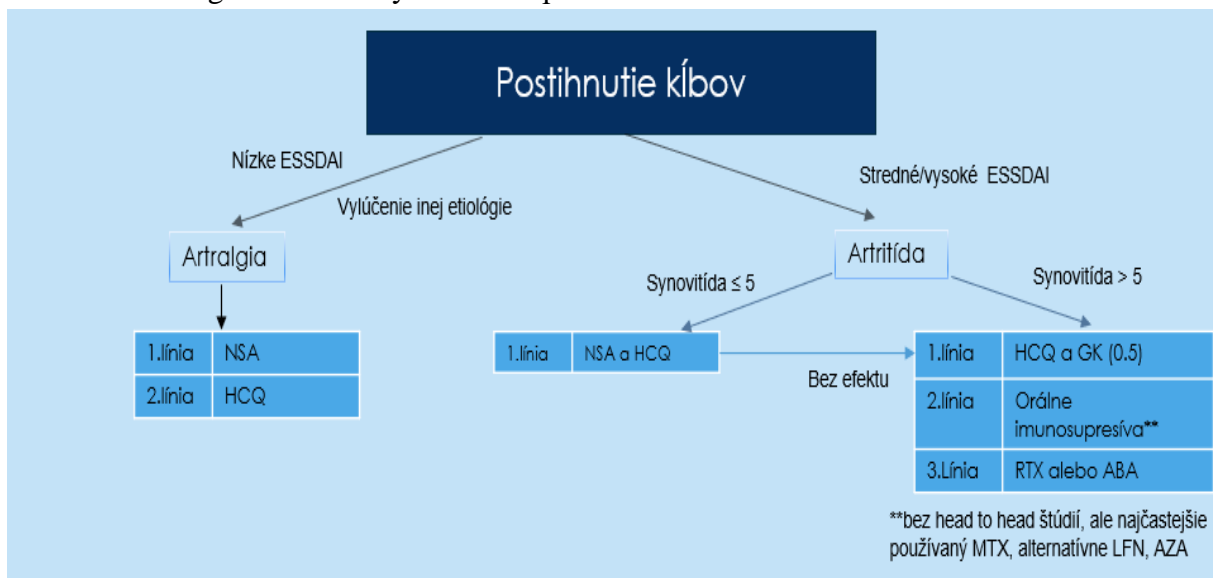 Postihnutie kĺbov
Nízke ESSDAI
Vylúčenie inej etiológie
Stredné/vysoké ESSDAI
Artralgia
1.línia NSA
2.línia HCQ
Artritída
Synovitída ≤ 5
Synovitída > 5
1.línia NSA a HCQ
Bez efektu
1.línia HCQ a GK (0.5)
2.línia Orálne
imunosupresíva**
3.Línia RTX alebo ABA
**bez head to head štúdií, ale najčastejšie
používaný MTX, alternatívne LFN, AZA